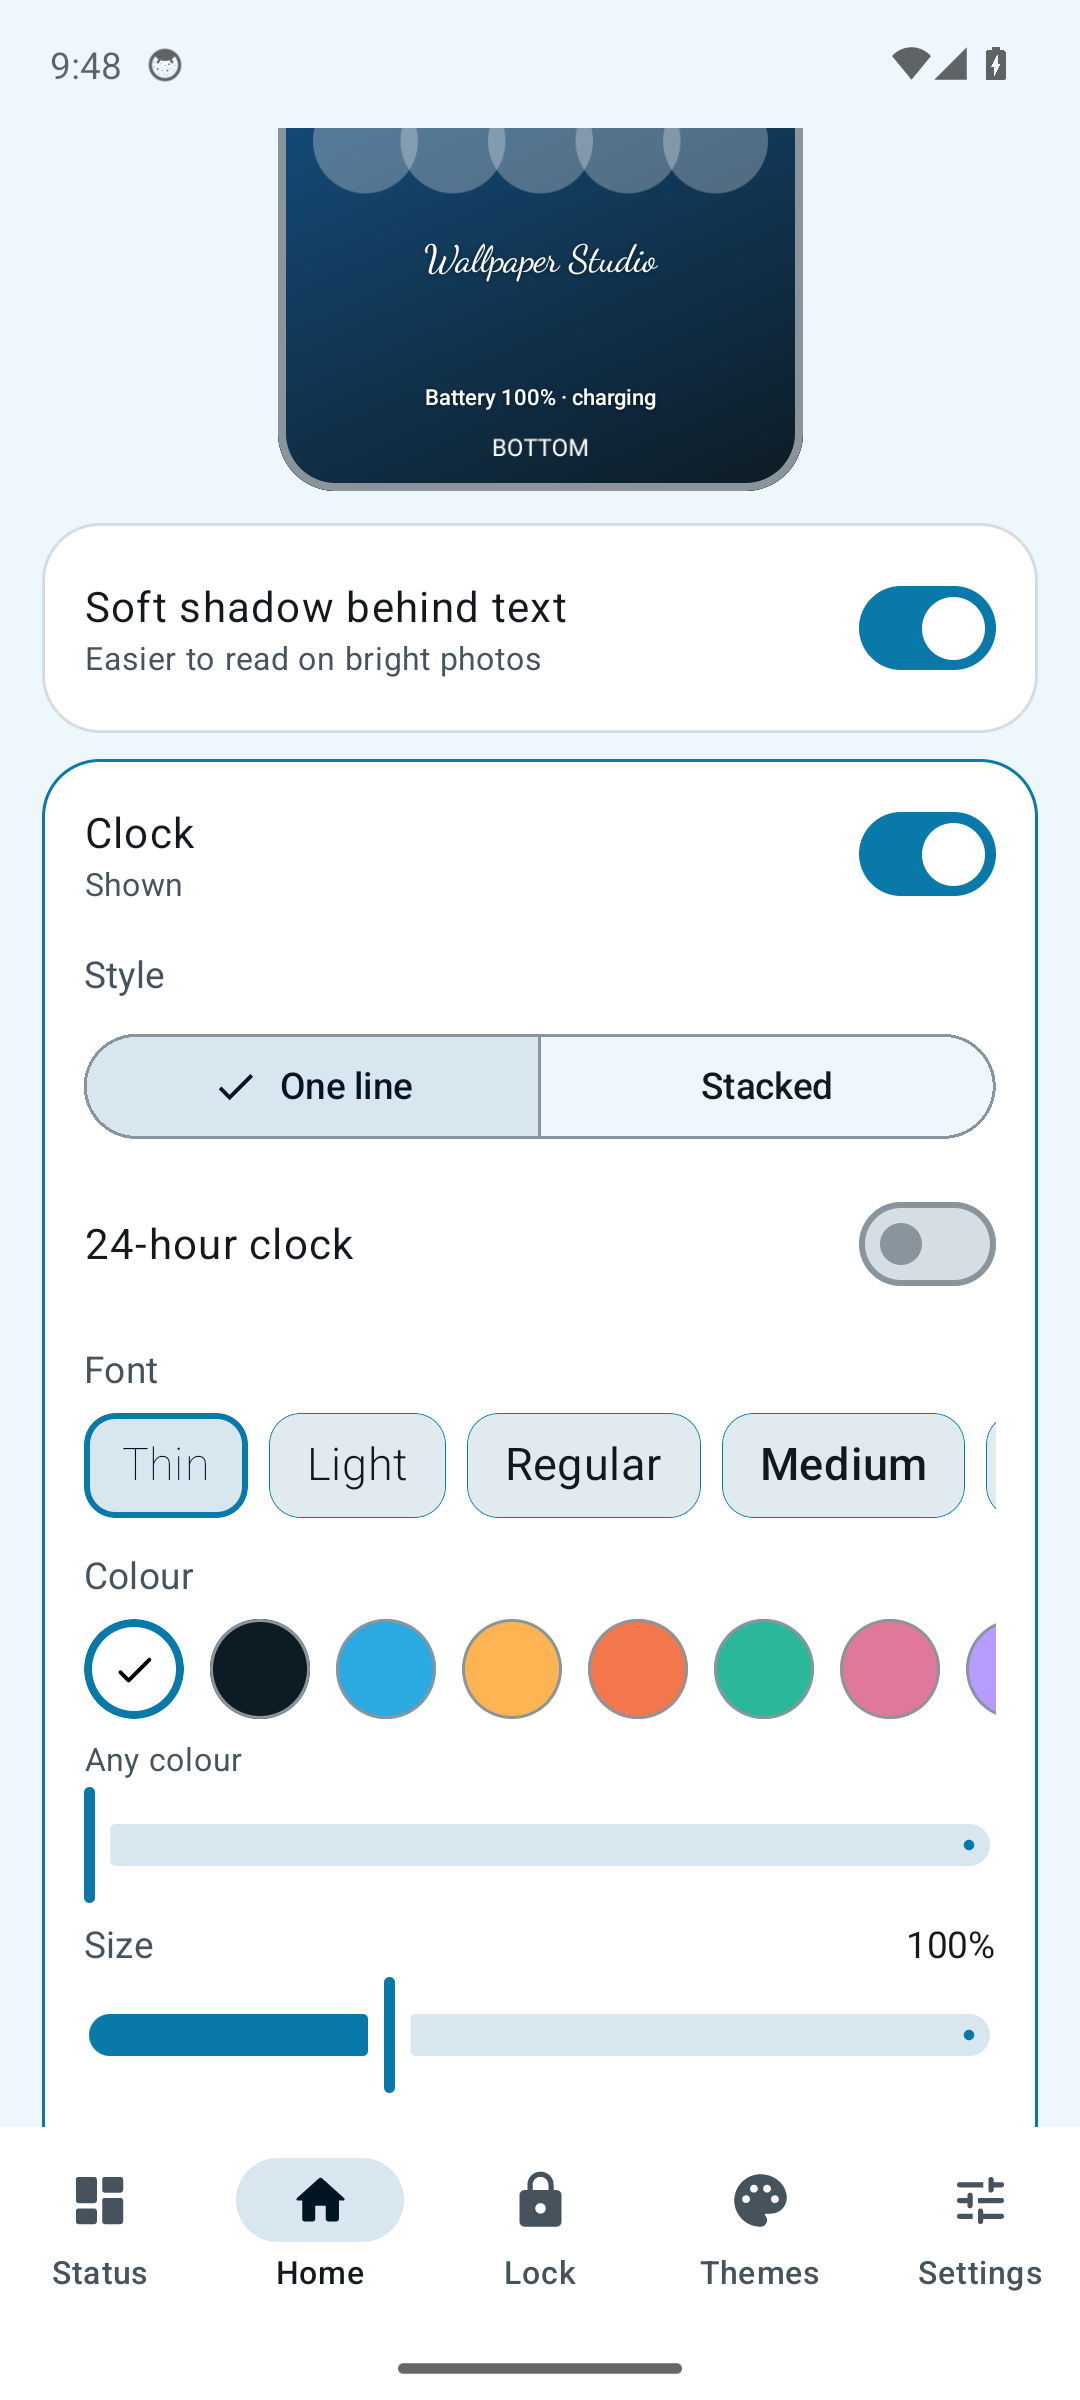 9:48
Wallpaper Studio
Battery 100% · charging
BOTTOM
Soft shadow behind text
Easier to read on bright photos
Clock
Shown
Style
One line
Stacked
24-hour clock
Font
Thin
Light
Regular
Medium
Colour
Any colour
Size
100%
Status
Home
Lock
Themes
Settings